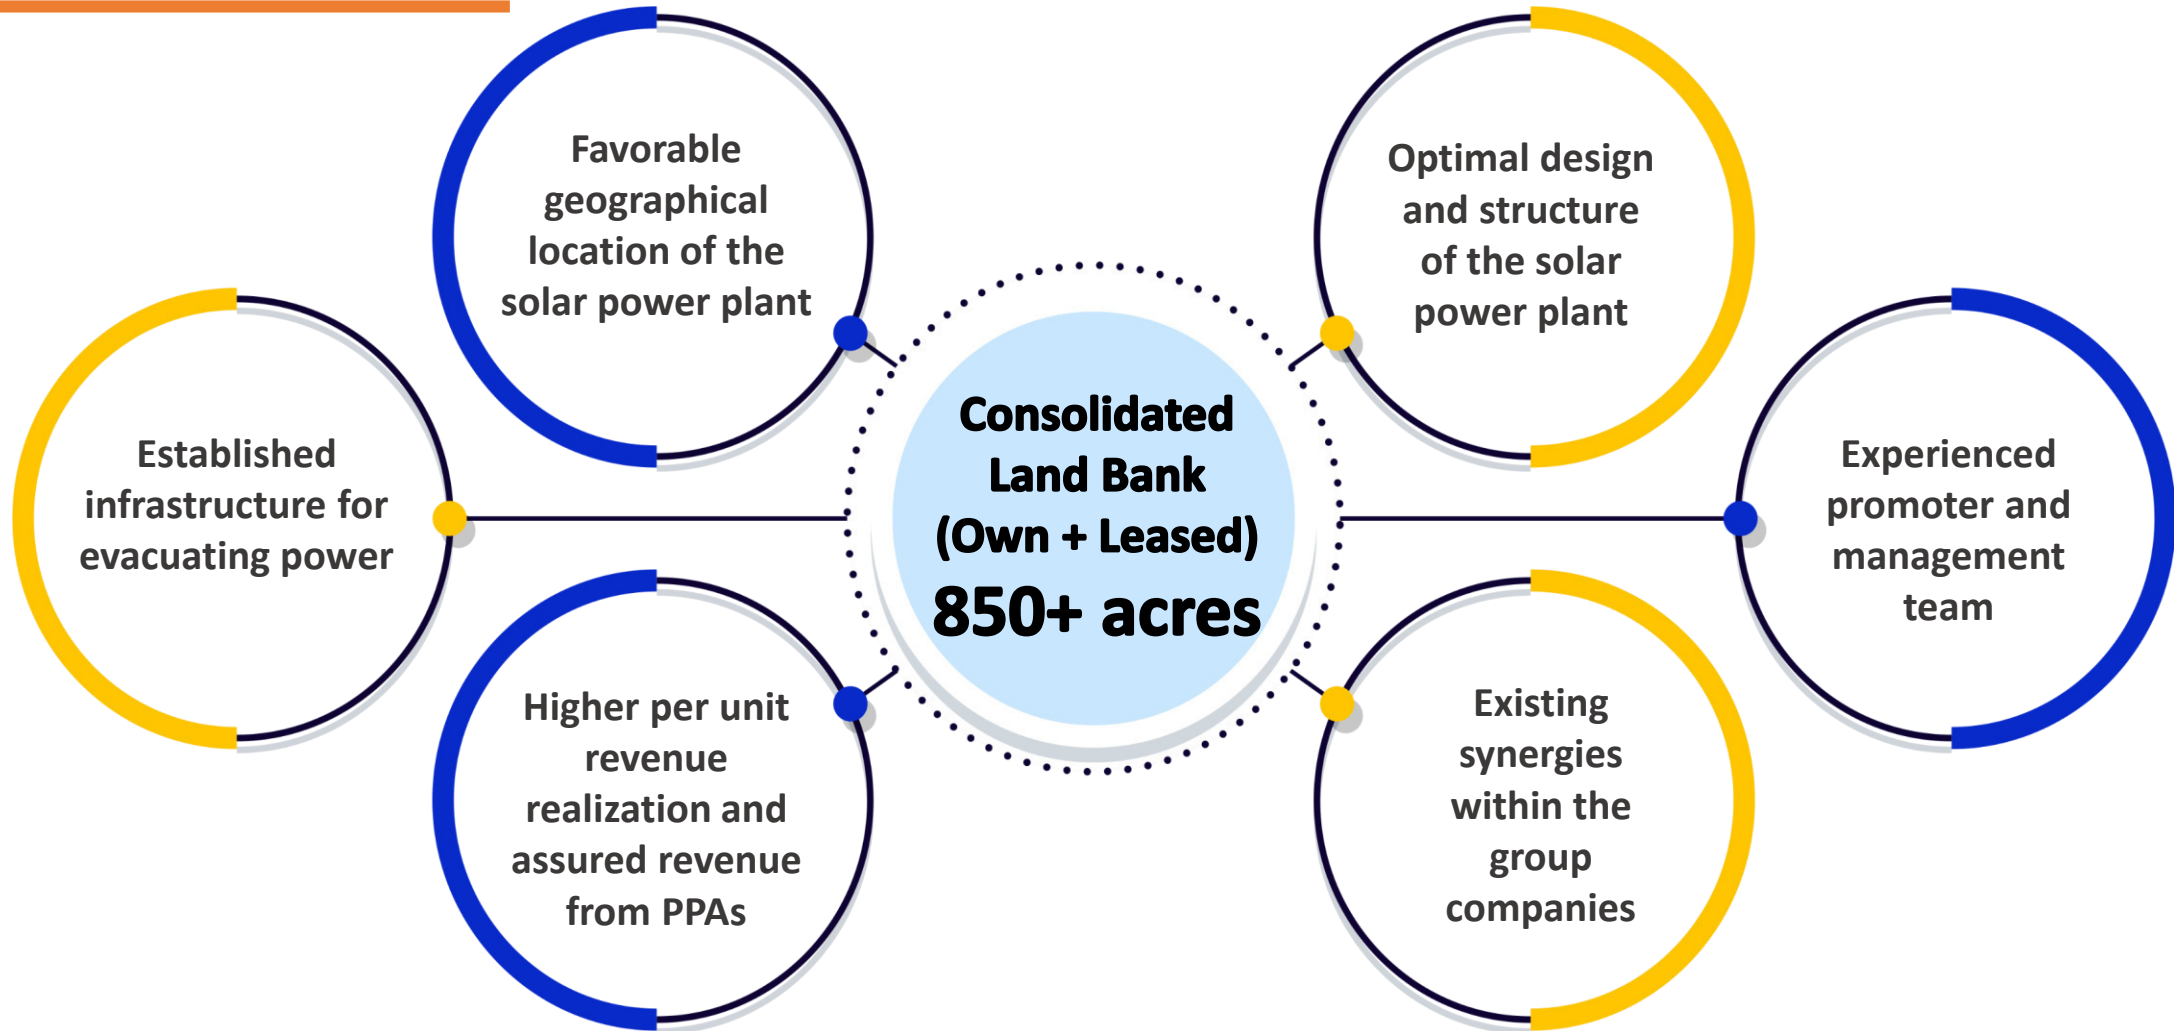 Favorable
geographical
location of the
solar power plant
Optimal design
and structure
of the solar
power plant
Established
infrastructure for
evacuating power
Consolidated
Land Bank
(Own + Leased)
850+ acres
Experienced
promoter and
management
team
Higher per unit
revenue
realization and
assured revenue
from PPAs
Existing
synergies
within the
group
companies